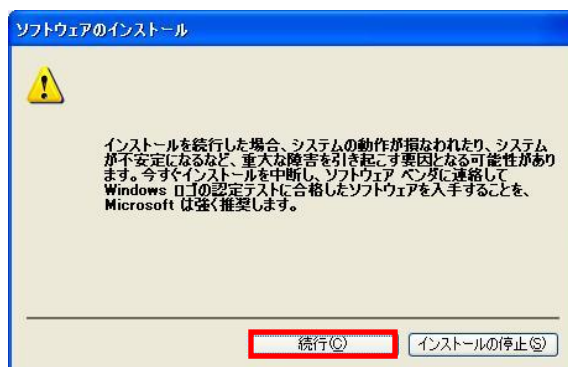 ソフトウェアのインストール
インストールを続行した場合、システムの動作が損なわれたり、システム
が不安定になるなど、重大な障害を引き起こす要因となる可能性があり
ます。今すぐインストールを中断し、ソフトウェア ベンダに連絡して
Windows ロゴの認定テストに合格したソフトウェアを入手することを、
Microsoft は強く推奨します。
続行(C) インストールの停止(S)